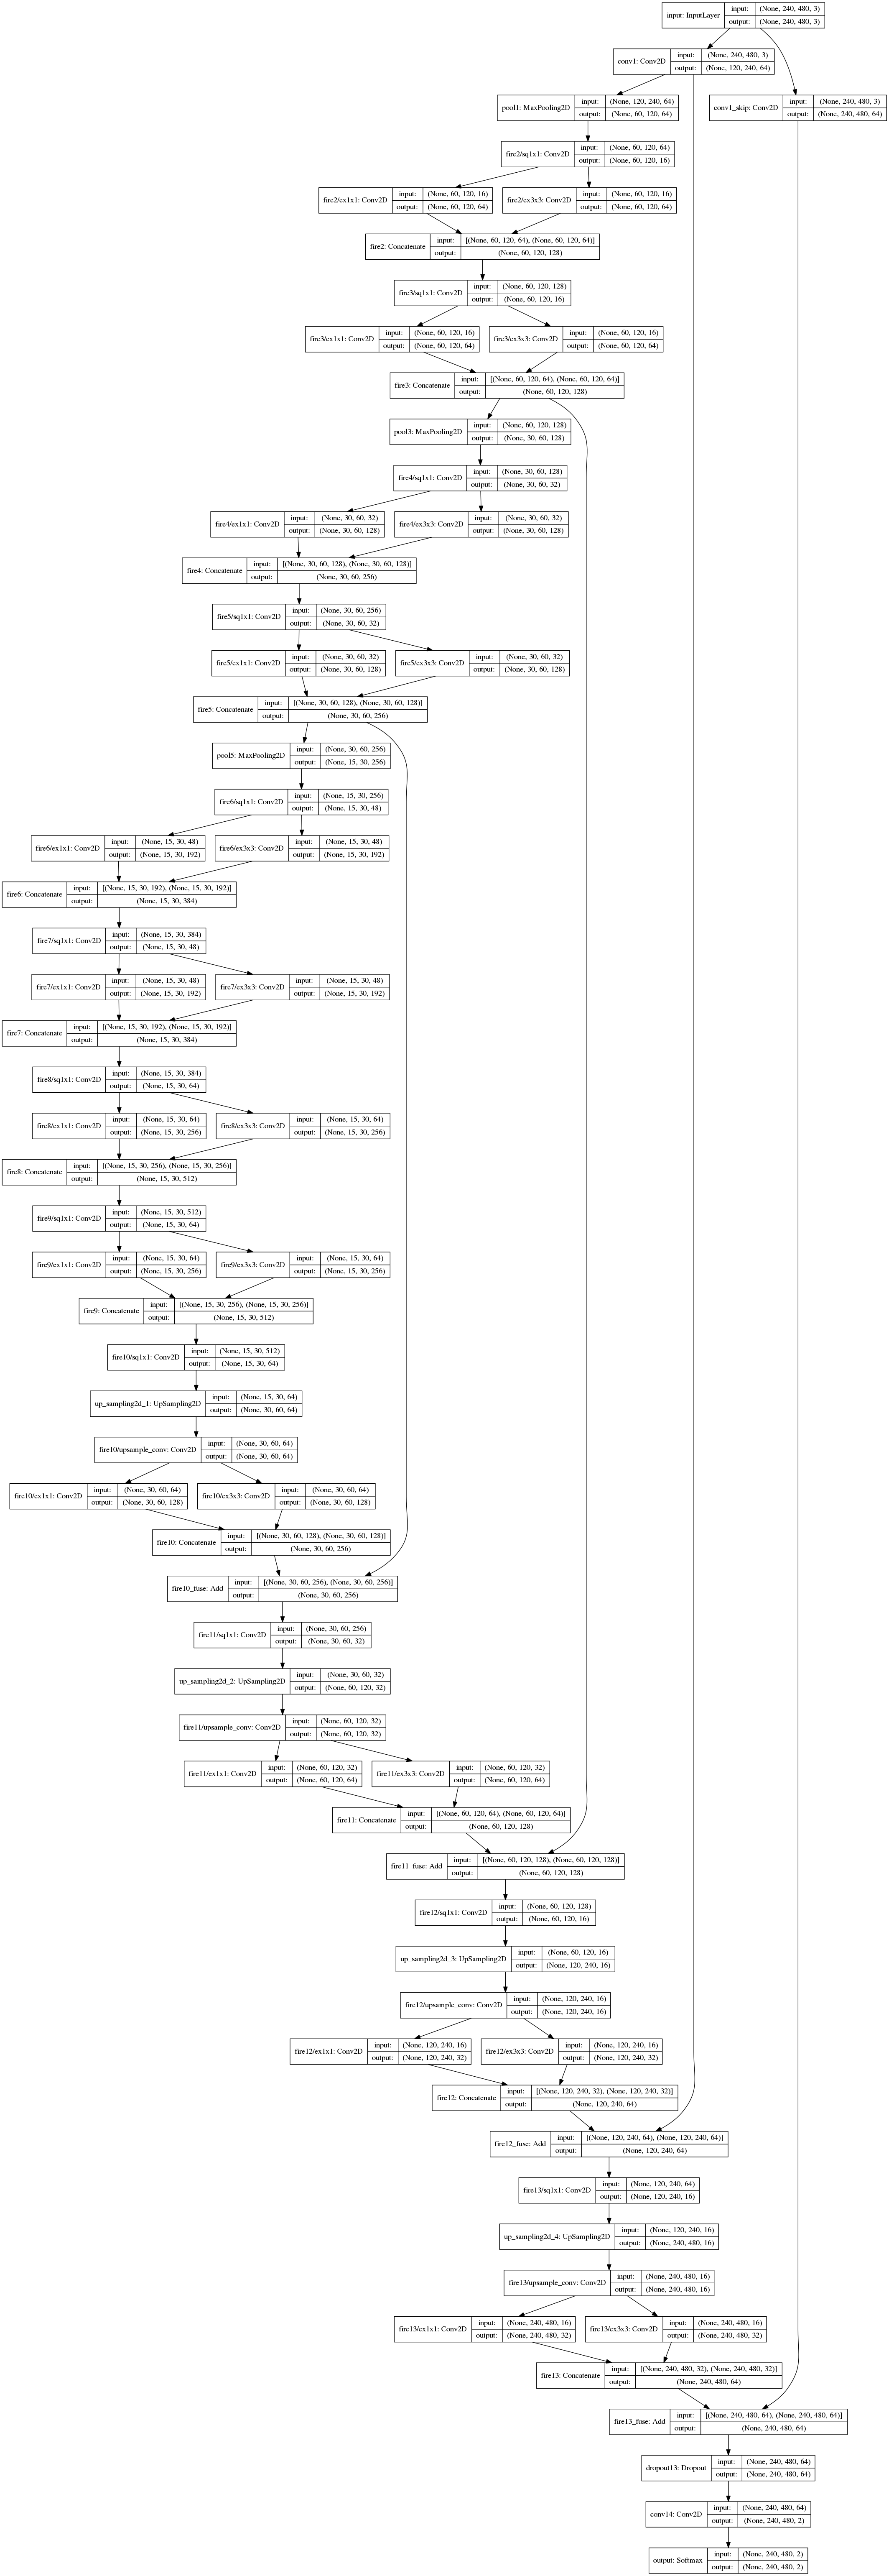 input: InputLayer
input: (None, 240, 480, 3)
output: (None, 240, 480, 3)
conv1: Conv2D
input: (None, 240, 480, 3)
output: (None, 120, 240, 64)
pool1: MaxPooling2D
input: (None, 120, 240, 64)
output: (None, 60, 120, 64)
conv1_skip: Conv2D
input: (None, 240, 480, 3)
output: (None, 240, 480, 64)
fire2/sq1x1: Conv2D
input: (None, 60, 120, 64)
output: (None, 60, 120, 16)
fire2/ex1x1: Conv2D
input: (None, 60, 120, 16)
output: (None, 60, 120, 64)
fire2/ex3x3: Conv2D
input: (None, 60, 120, 16)
output: (None, 60, 120, 64)
fire2: Concatenate
input: [(None, 60, 120, 64), (None, 60, 120, 64)]
output: (None, 60, 120, 128)
fire3/sq1x1: Conv2D
input: (None, 60, 120, 128)
output: (None, 60, 120, 16)
fire3/ex1x1: Conv2D
input: (None, 60, 120, 16)
output: (None, 60, 120, 64)
fire3/ex3x3: Conv2D
input: (None, 60, 120, 16)
output: (None, 60, 120, 64)
fire3: Concatenate
input: [(None, 60, 120, 64), (None, 60, 120, 64)]
output: (None, 60, 120, 128)
pool3: MaxPooling2D
input: (None, 60, 120, 128)
output: (None, 30, 60, 128)
fire4/sq1x1: Conv2D
input: (None, 30, 60, 128)
output: (None, 30, 60, 32)
fire4/ex1x1: Conv2D
input: (None, 30, 60, 32)
output: (None, 30, 60, 128)
fire4/ex3x3: Conv2D
input: (None, 30, 60, 32)
output: (None, 30, 60, 128)
fire4: Concatenate
input: [(None, 30, 60, 128), (None, 30, 60, 128)]
output: (None, 30, 60, 256)
fire5/sq1x1: Conv2D
input: (None, 30, 60, 256)
output: (None, 30, 60, 32)
fire5/ex1x1: Conv2D
input: (None, 30, 60, 32)
output: (None, 30, 60, 128)
fire5/ex3x3: Conv2D
input: (None, 30, 60, 32)
output: (None, 30, 60, 128)
fire5: Concatenate
input: [(None, 30, 60, 128), (None, 30, 60, 128)]
output: (None, 30, 60, 256)
pool5: MaxPooling2D
input: (None, 30, 60, 256)
output: (None, 15, 30, 256)
fire6/sq1x1: Conv2D
input: (None, 15, 30, 256)
output: (None, 15, 30, 48)
fire6/ex1x1: Conv2D
input: (None, 15, 30, 48)
output: (None, 15, 30, 192)
fire6/ex3x3: Conv2D
input: (None, 15, 30, 48)
output: (None, 15, 30, 192)
fire6: Concatenate
input: [(None, 15, 30, 192), (None, 15, 30, 192)]
output: (None, 15, 30, 384)
fire7/sq1x1: Conv2D
input: (None, 15, 30, 384)
output: (None, 15, 30, 48)
fire7/ex1x1: Conv2D
input: (None, 15, 30, 48)
output: (None, 15, 30, 192)
fire7/ex3x3: Conv2D
input: (None, 15, 30, 48)
output: (None, 15, 30, 192)
fire7: Concatenate
input: [(None, 15, 30, 192), (None, 15, 30, 192)]
output: (None, 15, 30, 384)
fire8/sq1x1: Conv2D
input: (None, 15, 30, 384)
output: (None, 15, 30, 64)
fire8/ex1x1: Conv2D
input: (None, 15, 30, 64)
output: (None, 15, 30, 256)
fire8/ex3x3: Conv2D
input: (None, 15, 30, 64)
output: (None, 15, 30, 256)
fire8: Concatenate
input: [(None, 15, 30, 256), (None, 15, 30, 256)]
output: (None, 15, 30, 512)
fire9/sq1x1: Conv2D
input: (None, 15, 30, 512)
output: (None, 15, 30, 64)
fire9/ex1x1: Conv2D
input: (None, 15, 30, 64)
output: (None, 15, 30, 256)
fire9/ex3x3: Conv2D
input: (None, 15, 30, 64)
output: (None, 15, 30, 256)
fire9: Concatenate
input: [(None, 15, 30, 256), (None, 15, 30, 256)]
output: (None, 15, 30, 512)
fire10/sq1x1: Conv2D
input: (None, 15, 30, 512)
output: (None, 15, 30, 64)
up_sampling2d_1: UpSampling2D
input: (None, 15, 30, 64)
output: (None, 30, 60, 64)
fire10/upsample_conv: Conv2D
input: (None, 30, 60, 64)
output: (None, 30, 60, 64)
fire10/ex1x1: Conv2D
input: (None, 30, 60, 64)
output: (None, 30, 60, 128)
fire10/ex3x3: Conv2D
input: (None, 30, 60, 64)
output: (None, 30, 60, 128)
fire10: Concatenate
input: [(None, 30, 60, 128), (None, 30, 60, 128)]
output: (None, 30, 60, 256)
fire10_fuse: Add
input: [(None, 30, 60, 256), (None, 30, 60, 256)]
output: (None, 30, 60, 256)
fire11/sq1x1: Conv2D
input: (None, 30, 60, 256)
output: (None, 30, 60, 32)
up_sampling2d_2: UpSampling2D
input: (None, 30, 60, 32)
output: (None, 60, 120, 32)
fire11/upsample_conv: Conv2D
input: (None, 60, 120, 32)
output: (None, 60, 120, 32)
fire11/ex1x1: Conv2D
input: (None, 60, 120, 32)
output: (None, 60, 120, 64)
fire11/ex3x3: Conv2D
input: (None, 60, 120, 32)
output: (None, 60, 120, 64)
fire11: Concatenate
input: [(None, 60, 120, 64), (None, 60, 120, 64)]
output: (None, 60, 120, 128)
fire11_fuse: Add
input: [(None, 60, 120, 128), (None, 60, 120, 128)]
output: (None, 60, 120, 128)
fire12/sq1x1: Conv2D
input: (None, 60, 120, 128)
output: (None, 60, 120, 16)
up_sampling2d_3: UpSampling2D
input: (None, 60, 120, 16)
output: (None, 120, 240, 16)
fire12/upsample_conv: Conv2D
input: (None, 120, 240, 16)
output: (None, 120, 240, 16)
fire12/ex1x1: Conv2D
input: (None, 120, 240, 16)
output: (None, 120, 240, 32)
fire12/ex3x3: Conv2D
input: (None, 120, 240, 16)
output: (None, 120, 240, 32)
fire12: Concatenate
input: [(None, 120, 240, 32), (None, 120, 240, 32)]
output: (None, 120, 240, 64)
fire12_fuse: Add
input: [(None, 120, 240, 64), (None, 120, 240, 64)]
output: (None, 120, 240, 64)
fire13/sq1x1: Conv2D
input: (None, 120, 240, 64)
output: (None, 120, 240, 16)
up_sampling2d_4: UpSampling2D
input: (None, 120, 240, 16)
output: (None, 240, 480, 16)
fire13/upsample_conv: Conv2D
input: (None, 240, 480, 16)
output: (None, 240, 480, 16)
fire13/ex1x1: Conv2D
input: (None, 240, 480, 16)
output: (None, 240, 480, 32)
fire13/ex3x3: Conv2D
input: (None, 240, 480, 16)
output: (None, 240, 480, 32)
fire13: Concatenate
input: [(None, 240, 480, 32), (None, 240, 480, 32)]
output: (None, 240, 480, 64)
fire13_fuse: Add
input: [(None, 240, 480, 64), (None, 240, 480, 64)]
output: (None, 240, 480, 64)
dropout13: Dropout
input: (None, 240, 480, 64)
output: (None, 240, 480, 64)
conv14: Conv2D
input: (None, 240, 480, 64)
output: (None, 240, 480, 2)
output: Softmax
input: (None, 240, 480, 2)
output: (None, 240, 480, 2)